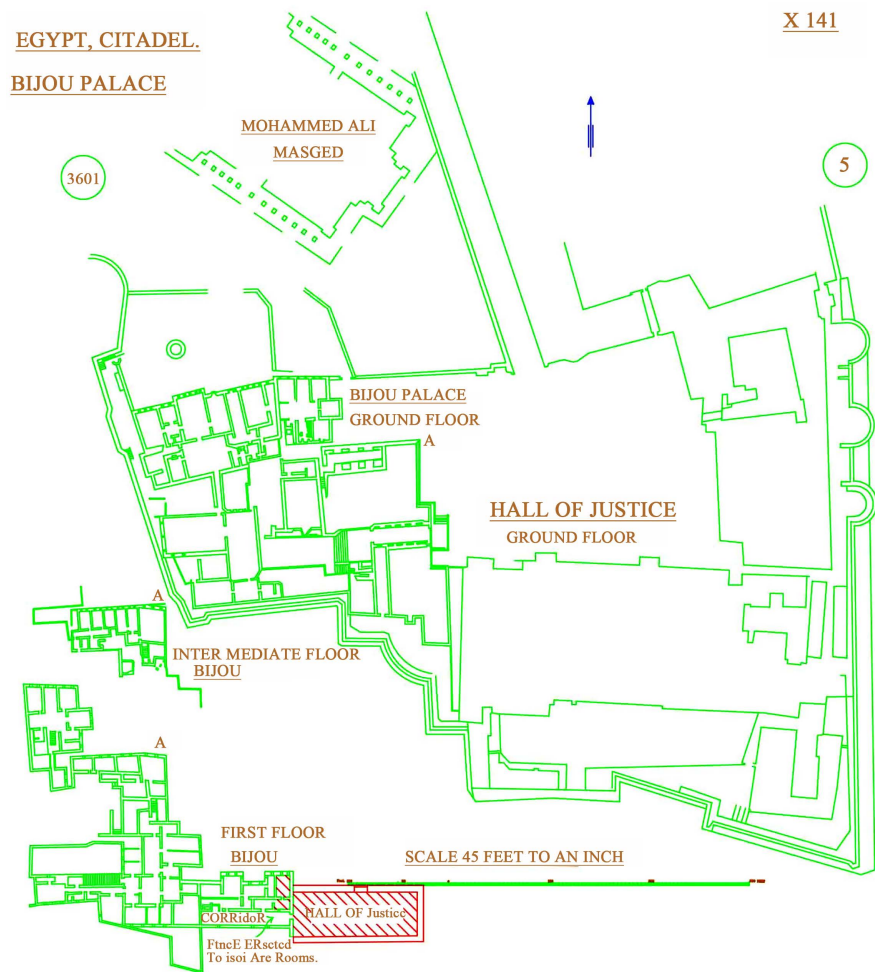 EGYPT, CITADEL.
BIJOU PALACE
X 141
MOHAMMED ALI
MASGED
3601
5
BIJOU PALACE
GROUND FLOOR
A
HALL OF JUSTICE
GROUND FLOOR
A
INTER MEDIATE FLOOR
BIJOU
A
FIRST FLOOR
BIJOU
SCALE 45 FEET TO AN INCH
CORRidoR
HALL OF Justice
FtncE ERsctcd
To isoi Are Rooms.